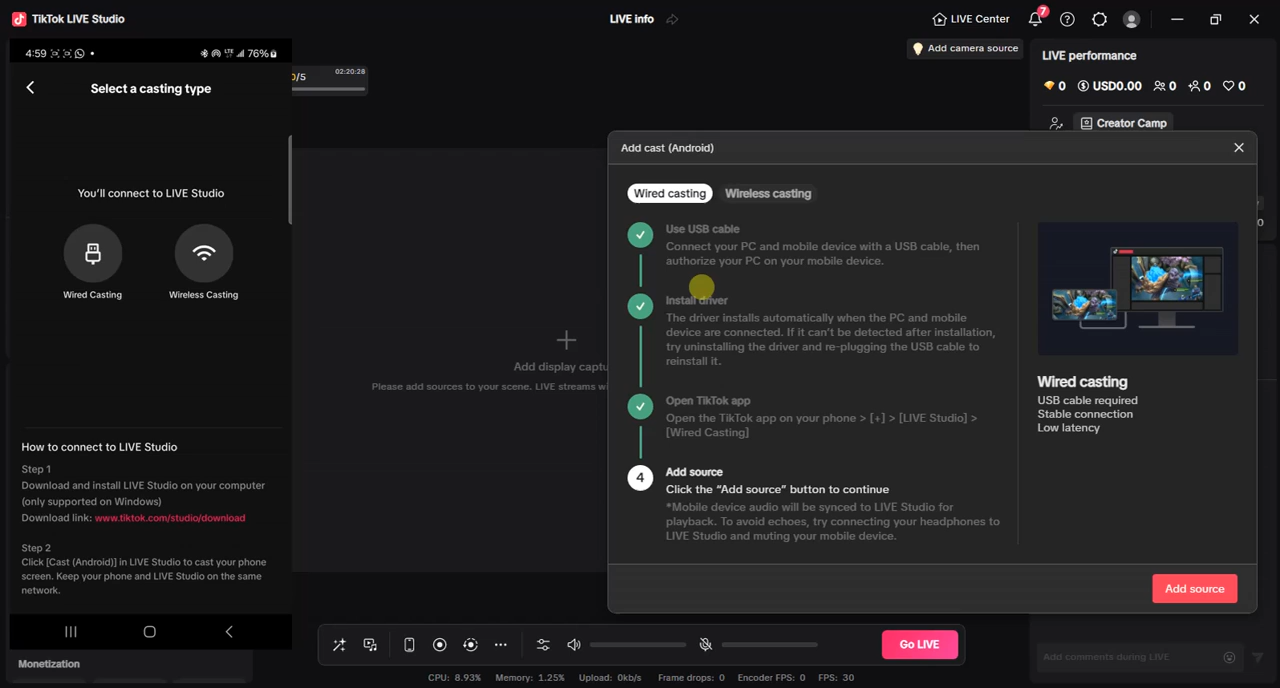 TikTok LIVE Studio
LIVE info
LIVE Center
7
Add camera source
4:59
LTE
76%
Select a casting type
You'll connect to LIVE Studio
Wired Casting
Wireless Casting
How to connect to LIVE Studio
Step 1
Download and install LIVE Studio on your computer
(only supported on Windows)
Download link: www.tiktok.com/studio/download
Step 2
Click [Cast (Android)] in LIVE Studio to cast your phone
screen. Keep your phone and LIVE Studio on the same
network.
Monetization
/5
02:20:28
Add display captu
Please add sources to your scene. LIVE streams wi
Add cast (Android)
Wired casting
Wireless casting
Use USB cable
Connect your PC and mobile device with a USB cable, then
authorize your PC on your mobile device.
Install driver
The driver installs automatically when the PC and mobile
device are connected. If it can't be detected after installation,
try uninstalling the driver and re-plugging the USB cable to
reinstall it.
Open TikTok app
Open the TikTok app on your phone > [+] > [LIVE Studio] >
[Wired Casting]
4
Add source
Click the “Add source” button to continue
*Mobile device audio will be synced to LIVE Studio for
playback. To avoid echoes, try connecting your headphones to
LIVE Studio and muting your mobile device.
Wired casting
USB cable required
Stable connection
Low latency
Add source
LIVE performance
0
USD0.00
0
0
0
Creator Camp
0
Go LIVE
Add comments during LIVE
CPU: 8.93%
Memory: 1.25%
Upload: 0kb/s
Frame drops: 0
Encoder FPS: 0
FPS: 30